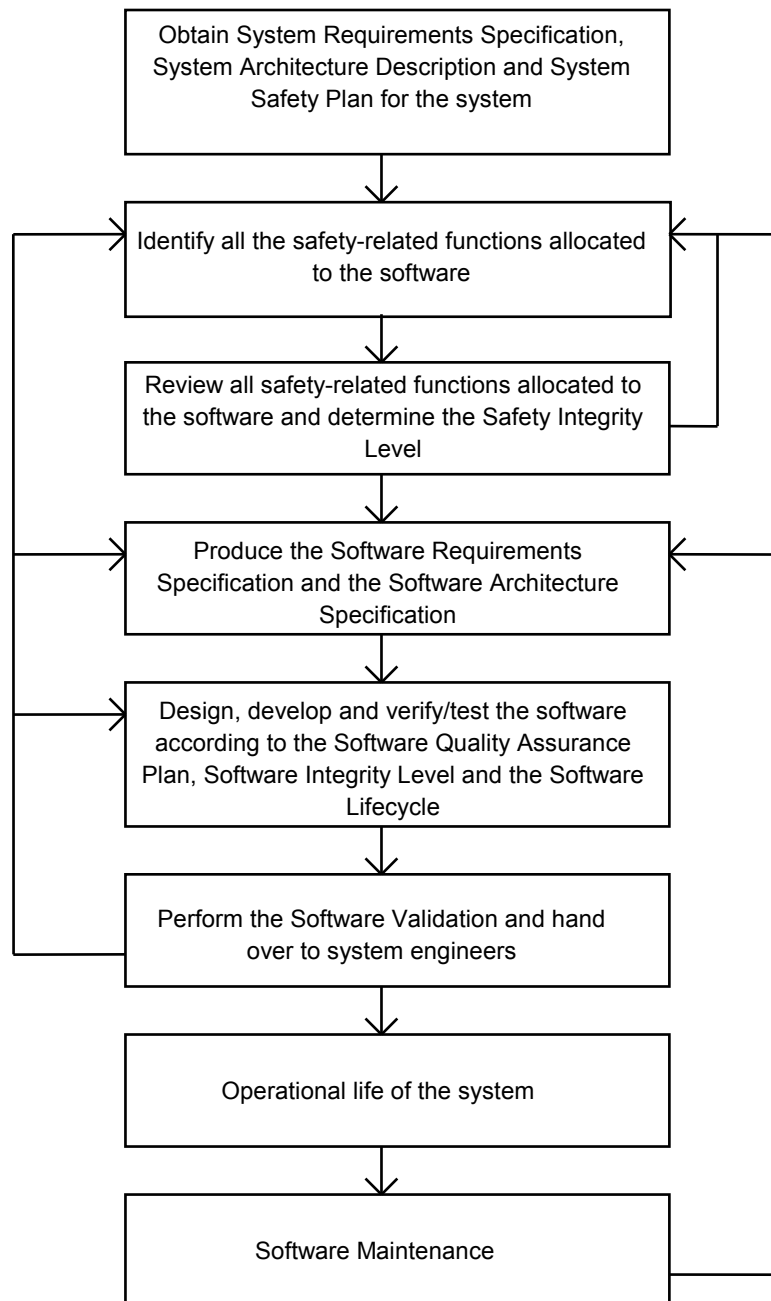 Obtain System Requirements Specification,
System Architecture Description and System
Safety Plan for the system
Identify all the safety-related functions allocated
to the software
Review all safety-related functions allocated to
the software and determine the Safety Integrity
Level
Produce the Software Requirements
Specification and the Software Architecture
Specification
Design, develop and verify/test the software
according to the Software Quality Assurance
Plan, Software Integrity Level and the Software
Lifecycle
Perform the Software Validation and hand
over to system engineers
Operational life of the system
Software Maintenance